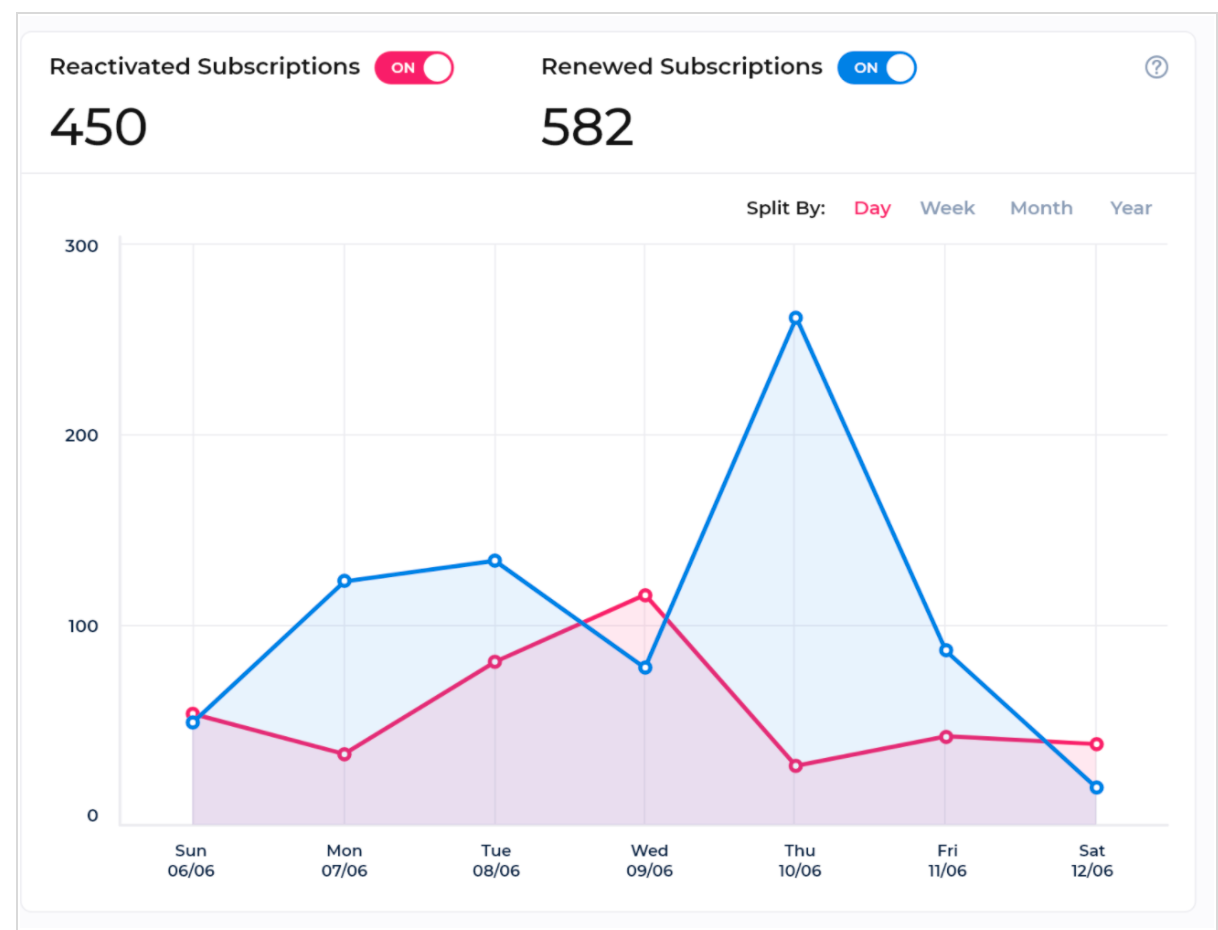 Reactivated Subscriptions ON
Renewed Subscriptions ON
?
450
582
Split By: Day Week Month Year
300
200
100
0
Sun Mon Tue Wed Thu Fri Sat
06/06 07/06 08/06 09/06 10/06 11/06 12/06